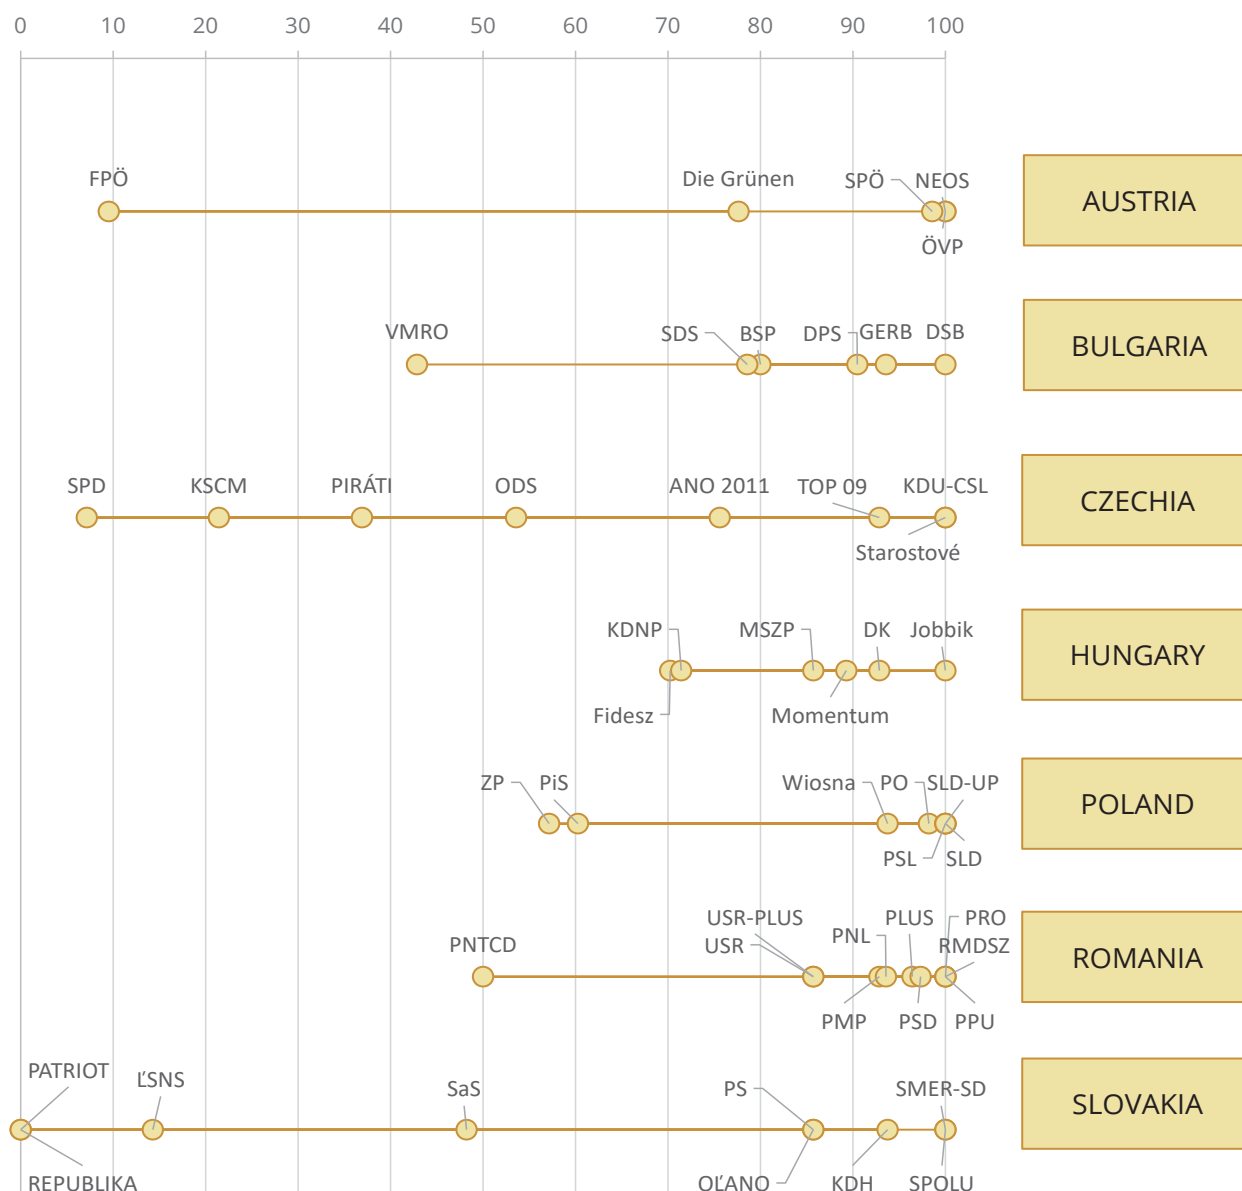 0 10 20 30 40 50 60 70 80 90 100
FPÖ Die Grünen SPÖ NEOS
AUSTRIA
ÖVP
VMRO SDS BSP DPS GERB DSB
BULGARIA
SPD KSCM PIRÁTI ODS ANO 2011 TOP 09 KDU-CSL
CZECHIA
Starostové
KDNP MSZP DK Jobbik
HUNGARY
Fidesz Momentum
ZP PiS Wiosna PO SLD-UP
POLAND
PSL SLD
USR-PLUS PLUS PRO
PNTCD USR PNL RMDSZ
ROMANIA
PMP PSD PPU
PATRIOT ĽSNS SaS PS SMER-SD
SLOVAKIA
REPUBLIKA OĽANO KDH SPOLU